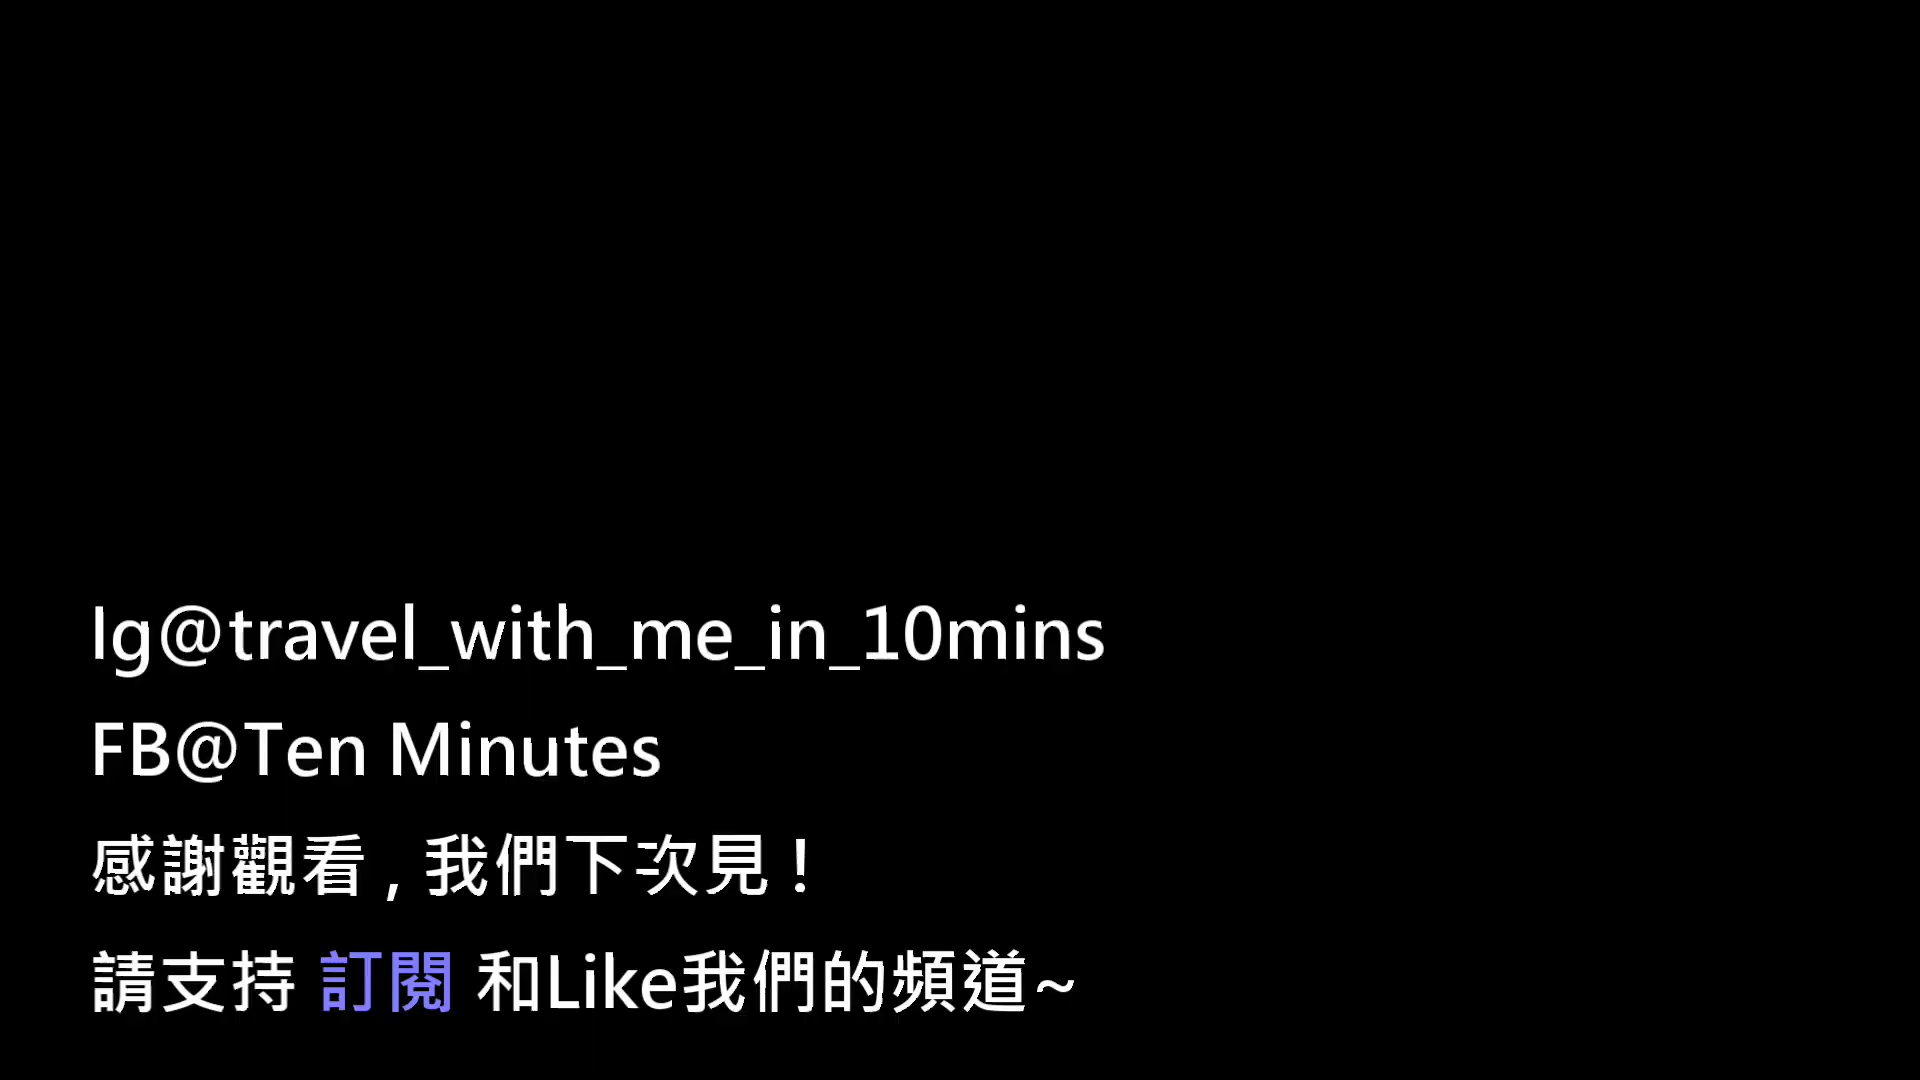 Ig@travel_with_me_in_10mins
FB@Ten Minutes
感謝觀看 , 我們下次見 !
請支持 訂閱 和Like我們的頻道~